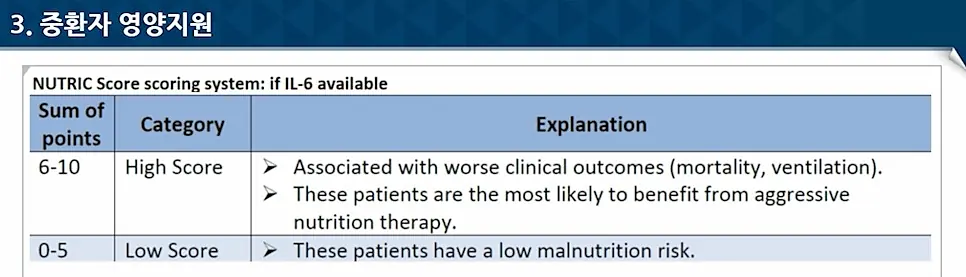 3. 중환자 영양지원
NUTRIC Score scoring system: if IL-6 available
Sum of points Category Explanation
6-10 High Score ➢ Associated with worse clinical outcomes (mortality, ventilation).
➢ These patients are the most likely to benefit from aggressive
nutrition therapy.
0-5 Low Score ➢ These patients have a low malnutrition risk.